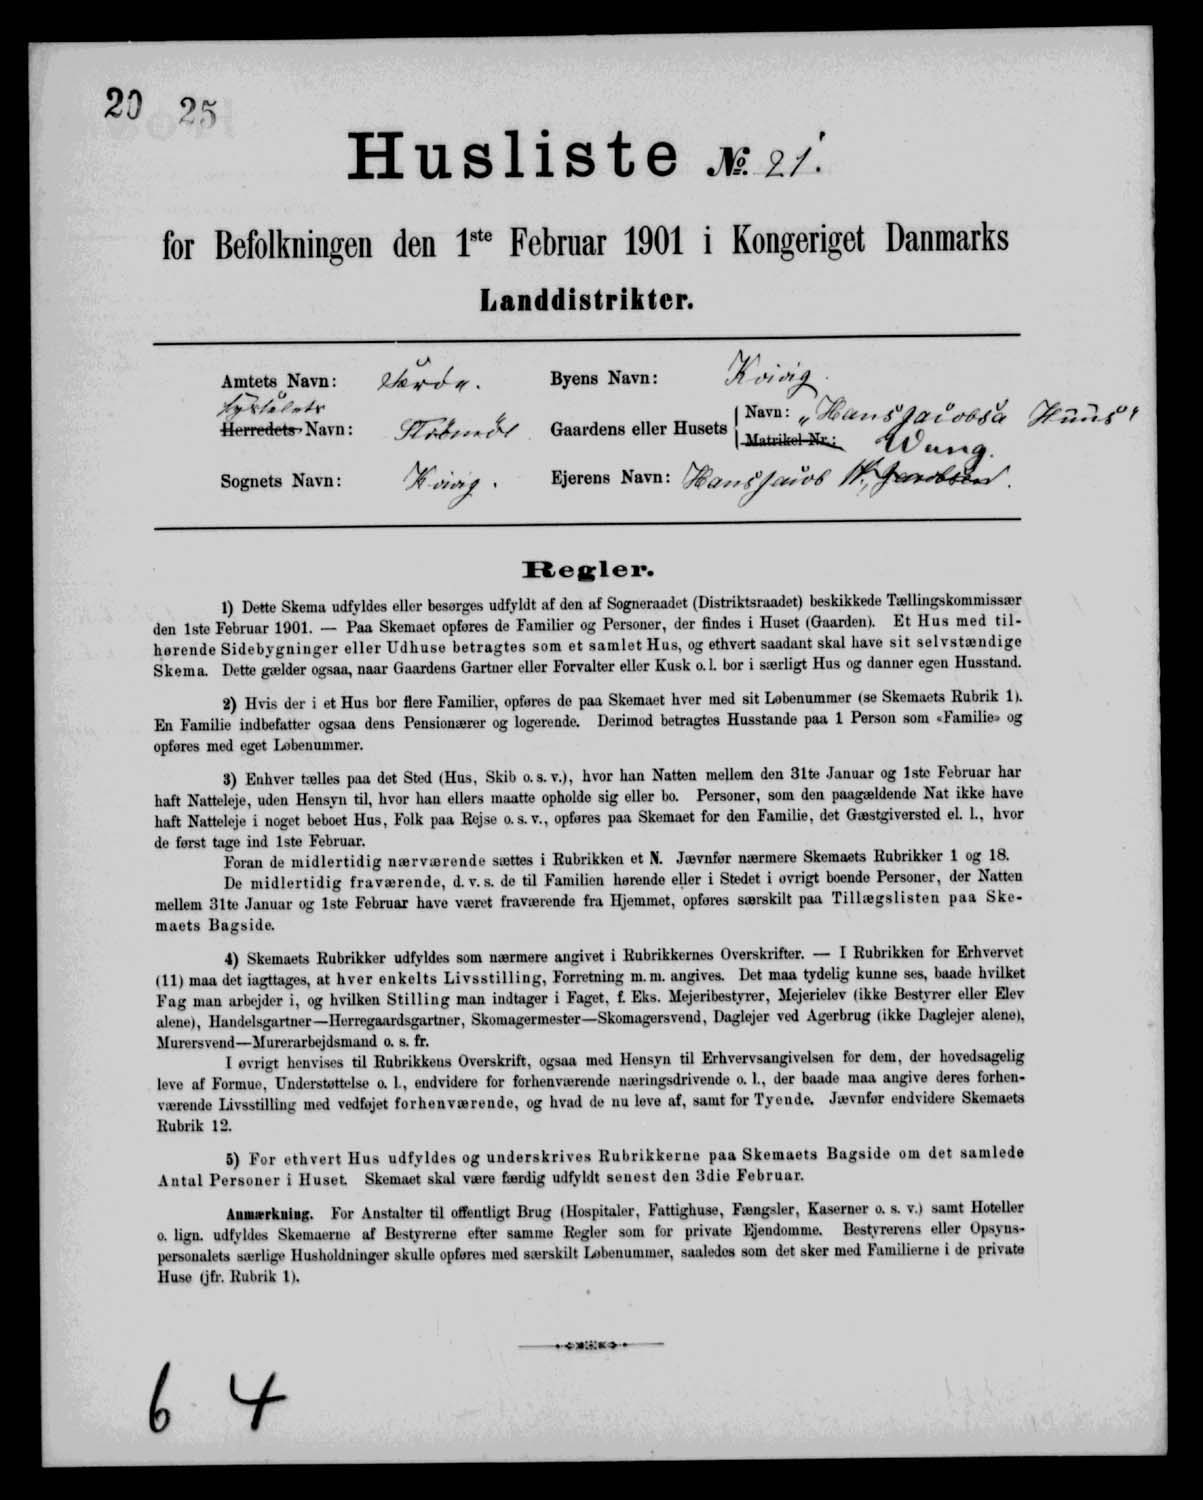 20 25
Husliste No. 21.
for Befolkningen den 1ste Februar 1901 i Kongeriget Danmarks
Landdistrikter.
Amtets Navn: Færöe. Byens Navn: Kvivig.
Sysselets
Herredets Navn: Strömöe Gaardens eller Husets Navn: „Hans Jacobsa Huus"
Matrikel-Nr.: Wang.
Sognets Navn: Kvivig. Ejerens Navn: Hans Jacob Jacobsen.
Regler.
1) Dette Skema udfyldes eller besørges udfyldt af den af Sogneraadet (Distriktsraadet) beskikkede Tællingskommissær
den 1ste Februar 1901. — Paa Skemaet opføres de Familier og Personer, der findes i Huset (Gaarden). Et Hus med til-
hørende Sidebygninger eller Udhuse betragtes som et samlet Hus, og ethvert saadant skal have sit selvstændige
Skema. Dette gælder ogsaa, naar Gaardens Gartner eller Forvalter eller Kusk o. l. bor i særligt Hus og danner egen Husstand.
2) Hvis der i et Hus bor flere Familier, opføres de paa Skemaet hver med sit Løbenummer (se Skemaets Rubrik 1).
En Familie indbefatter ogsaa dens Pensionærer og logerende. Derimod betragtes Husstande paa 1 Person som «Familie» og
opføres med eget Løbenummer.
3) Enhver tælles paa det Sted (Hus, Skib o. s. v.), hvor han Natten mellem den 31te Januar og 1ste Februar har
haft Natteleje, uden Hensyn til, hvor han ellers maatte opholde sig eller bo. Personer, som den paagældende Nat ikke have
haft Natteleje i noget beboet Hus, Folk paa Rejse o. s. v., opføres paa Skemaet for den Familie, det Gæstgiversted el. l., hvor
de først tage ind 1ste Februar.
Foran de midlertidig nærværende sættes i Rubrikken et N. Jævnfør nærmere Skemaets Rubrikker 1 og 18.
De midlertidig fraværende, d. v. s. de til Familien hørende eller i Stedet i øvrigt boende Personer, der Natten
mellem 31te Januar og 1ste Februar have været fraværende fra Hjemmet, opføres særskilt paa Tillægslisten paa Ske-
maets Bagside.
4) Skemaets Rubrikker udfyldes som nærmere angivet i Rubrikkernes Overskrifter. — I Rubrikken for Erhvervet
(11) maa det iagttages, at hver enkelts Livsstilling, Forretning m. m. angives. Det maa tydelig kunne ses, baade hvilket
Fag man arbejder i, og hvilken Stilling man indtager i Faget, f. Eks. Mejeribestyrer, Mejerielev (ikke Bestyrer eller Elev
alene), Handelsgartner—Herregaardsgartner, Skomagermester—Skomagersvend, Daglejer ved Agerbrug (ikke Daglejer alene),
Murersvend—Murerarbejdsmand o. s. fr.
I øvrigt henvises til Rubrikkens Overskrift, ogsaa med Hensyn til Erhvervsangivelsen for dem, der hovedsagelig
leve af Formue, Understøttelse o. l., endvidere for forhenværende næringsdrivende o. l., der baade maa angive deres forhen-
værende Livsstilling med vedføjet forhenværende, og hvad de nu leve af, samt for Tyende. Jævnfør endvidere Skemaets
Rubrik 12.
5) For ethvert Hus udfyldes og underskrives Rubrikkerne paa Skemaets Bagside om det samlede
Antal Personer i Huset. Skemaet skal være færdig udfyldt senest den 3die Februar.
Anmærkning. For Anstalter til offentligt Brug (Hospitaler, Fattighuse, Fængsler, Kaserner o. s. v.) samt Hoteller
o. lign. udfyldes Skemaerne af Bestyrerne efter samme Regler som for private Ejendomme. Bestyrerens eller Opsyns-
personalets særlige Husholdninger skulle opføres med særskilt Løbenummer, saaledes som det sker med Familierne i de private
Huse (jfr. Rubrik 1).
6 4